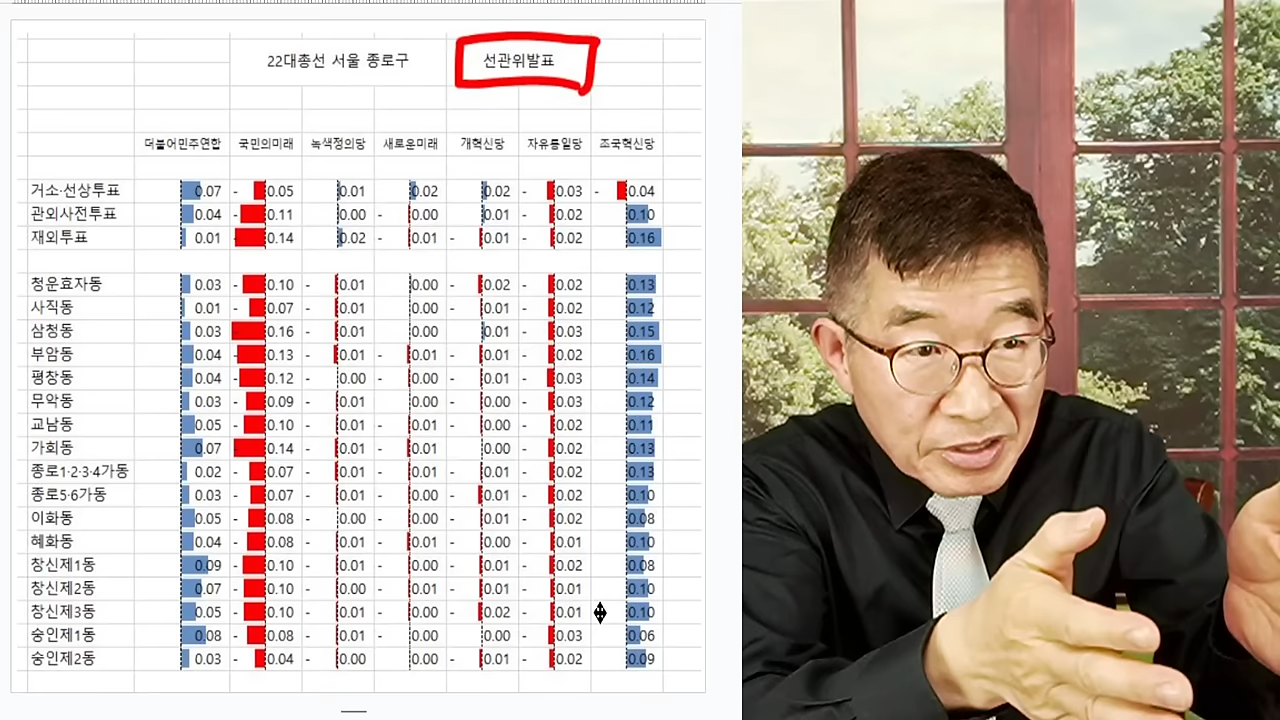 22대총선 서울 종로구 선관위발표
더불어민주연합 국민의미래 녹색정의당 새로운미래 개혁신당 자유통일당 조국혁신당
거소·선상투표 0.07 - 0.05 0.01 0.02 0.02 - 0.03 - 0.04
관외사전투표 0.04 - 0.11 0.00 - 0.00 0.01 - 0.02 0.10
재외투표 0.01 - 0.14 0.02 - 0.01 - 0.01 - 0.02 0.16
청운효자동 0.03 - 0.10 - 0.01 0.00 - 0.02 - 0.02 0.13
사직동 0.01 - 0.07 - 0.01 0.00 - 0.01 - 0.02 0.12
삼청동 0.03 - 0.16 - 0.01 0.00 0.01 - 0.03 0.15
부암동 0.04 - 0.13 - 0.01 - 0.01 - 0.01 - 0.02 0.16
평창동 0.04 - 0.12 - 0.00 - 0.00 - 0.01 - 0.03 0.14
무악동 0.03 - 0.09 - 0.01 - 0.00 - 0.00 - 0.03 0.12
교남동 0.05 - 0.10 - 0.01 - 0.00 - 0.00 - 0.02 0.11
가회동 0.07 - 0.14 - 0.01 - 0.01 - 0.00 - 0.02 0.13
종로1·2·3·4가동 0.02 - 0.07 - 0.01 - 0.00 - 0.01 - 0.02 0.13
종로5·6가동 0.03 - 0.07 - 0.01 - 0.00 - 0.01 - 0.02 0.10
이화동 0.05 - 0.08 - 0.00 - 0.00 - 0.01 - 0.02 0.08
혜화동 0.04 - 0.08 - 0.01 - 0.01 - 0.00 - 0.01 0.10
창신제1동 0.09 - 0.10 - 0.01 - 0.00 - 0.01 - 0.02 0.08
창신제2동 0.07 - 0.10 - 0.00 - 0.01 - 0.01 - 0.01 0.10
창신제3동 0.05 - 0.10 - 0.01 - 0.00 - 0.02 - 0.01 0.10
숭인제1동 0.08 - 0.08 - 0.01 - 0.00 - 0.00 - 0.03 0.06
숭인제2동 0.03 - 0.04 - 0.00 0.00 - 0.01 - 0.02 0.09